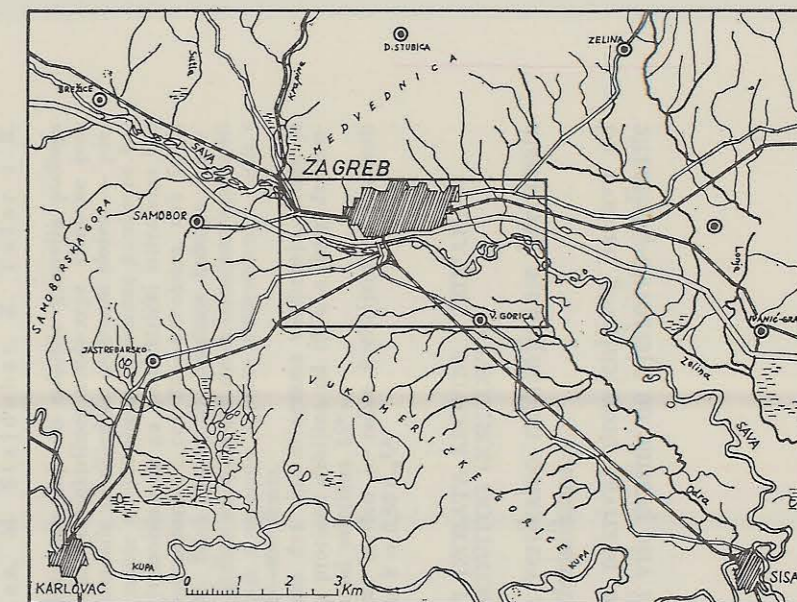 D. STUBICA
ZELINA
Sutla
Krapina
BREŽICE
MEDVEDNICA
SAVA
ZAGREB
SAMOBOR
SAMOBORSKA GORA
Lonja
V. GORICA
IVANIĆ-GRA
JASTREBARSKO
Zelina
VUKOMERIČKE GORICE
SAVA
Odra
KUPA
KUPA
SISA
KARLOVAC
0 1 2 3 Km